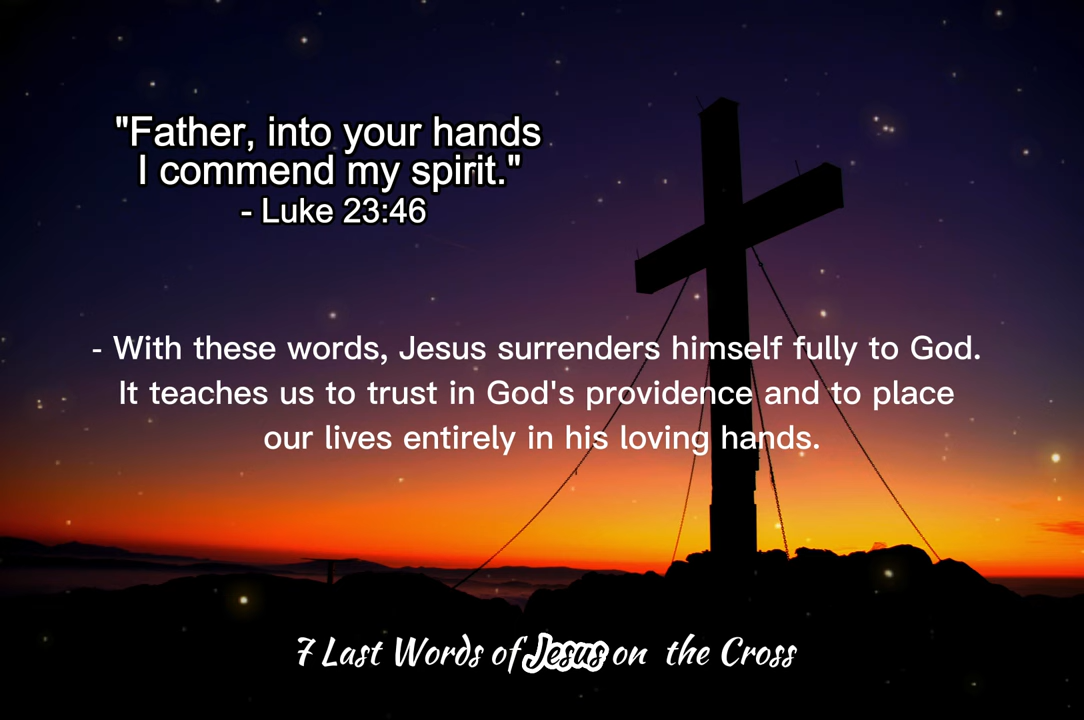 "Father, into your hands
I commend my spirit."
- Luke 23:46
- With these words, Jesus surrenders himself fully to God.
It teaches us to trust in God's providence and to place
our lives entirely in his loving hands.
7 Last Words of Jesus on the Cross